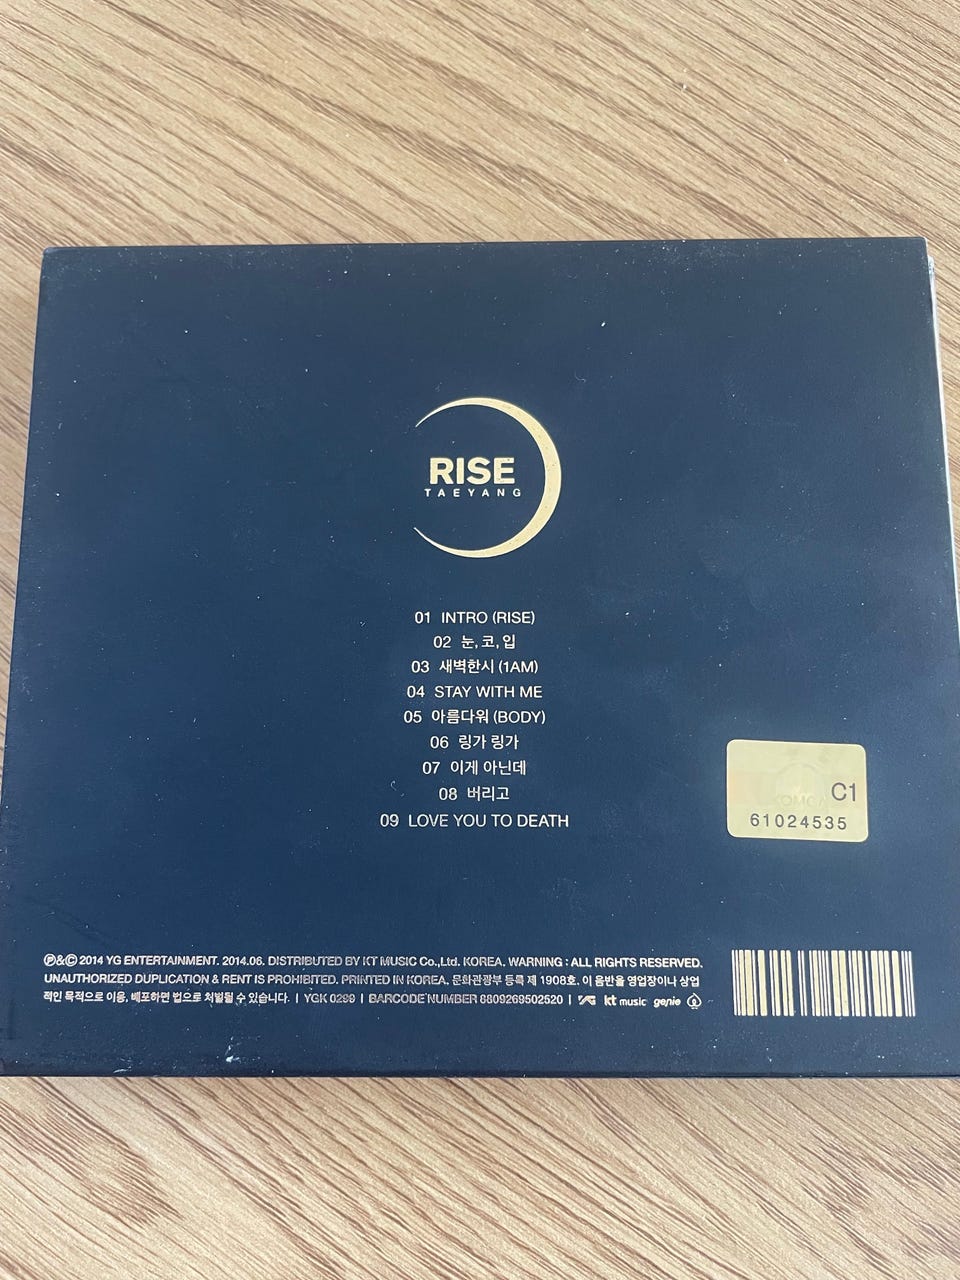 RISE
TAEYANG
01 INTRO (RISE)
02 눈, 코, 입
03 새벽한시 (1AM)
04 STAY WITH ME
05 아름다워 (BODY)
06 링가 링가
07 이게 아닌데
08 버리고
09 LOVE YOU TO DEATH
KOMCA C1
61024535
Ⓟ&Ⓒ 2014 YG ENTERTAINMENT. 2014.06. DISTRIBUTED BY KT MUSIC Co.,Ltd. KOREA. WARNING : ALL RIGHTS RESERVED.
UNAUTHORIZED DUPLICATION & RENT IS PROHIBITED. PRINTED IN KOREA. 문화관광부 등록 제 1908호. 이 음반을 영업장이나 상업
적인 목적으로 이용, 배포하면 법으로 처벌될 수 있습니다. | YGK 0299 | BARCODE NUMBER 8809269502520 | YG kt music genie